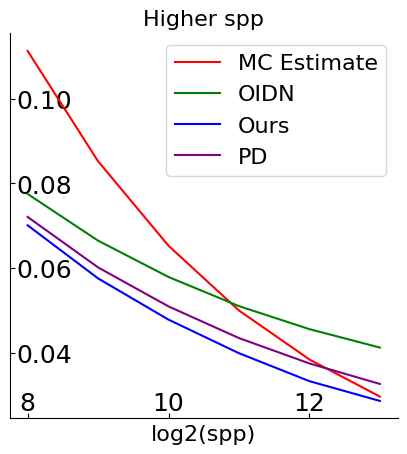 Higher spp
MC Estimate
OIDN
Ours
PD
0.10
0.08
0.06
0.04
8 10 12
log2(spp)